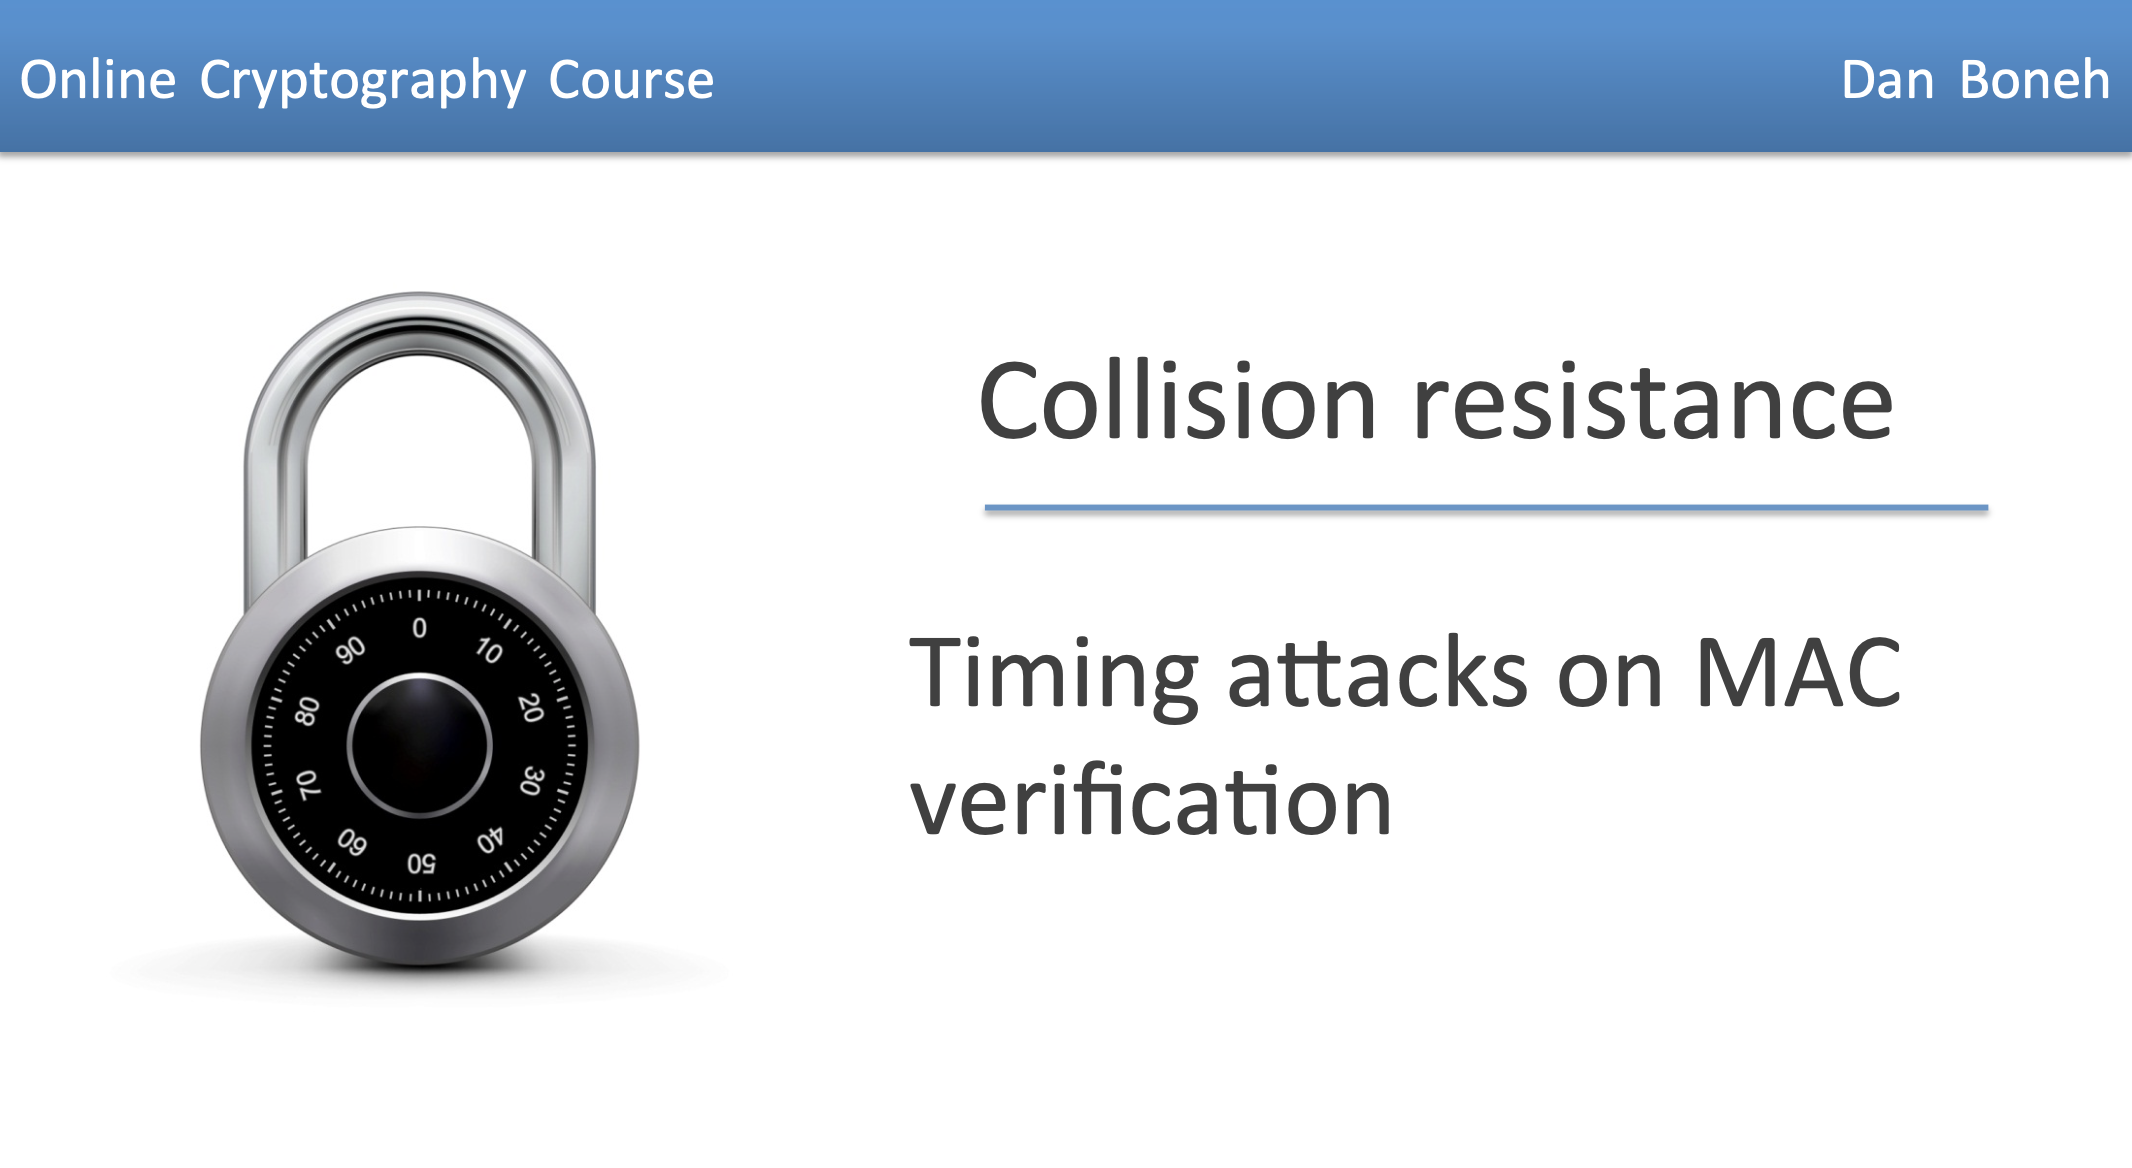 Online Cryptography Course
Dan Boneh
Collision resistance
Timing attacks on MAC
verification
0
10
20
30
40
50
60
70
80
90